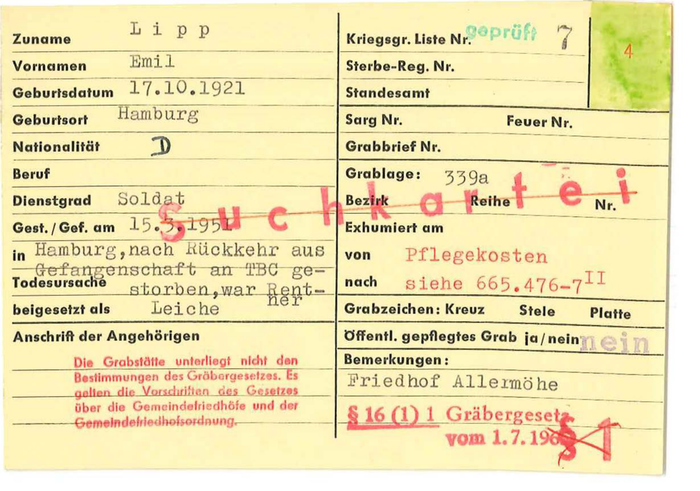 Zuname Lipp
Vornamen Emil
Geburtsdatum 17.10.1921
Geburtsort Hamburg
Nationalität D
Beruf
Dienstgrad Soldat
Gest./Gef. am 15.3.1951
in Hamburg,nach Rückkehr aus
Gefangenschaft an TBC ge-
Todesursache storben,war Rent-
ner
beigesetzt als Leiche
Anschrift der Angehörigen
Die Grabstätte unterliegt nicht den
Bestimmungen des Gräbergesetzes. Es
gelten die Vorschriften des Gesetzes
über die Gemeindefriedhöfe und der
Gemeindefriedhofsordnung.
Suchkartei
Kriegsgr. Liste Nr. geprüft 7
4
Sterbe-Reg. Nr.
Standesamt
Sarg Nr. Feuer Nr.
Grabbrief Nr.
Grablage: 339a
Bezirk Reihe Nr.
Exhumiert am
von Pflegekosten
nach siehe 665.476-7II
Grabzeichen: Kreuz Stele Platte
Öffentl. gepflegtes Grab ja/nein nein
Bemerkungen:
Friedhof Allermöhe
§ 16 (1) 1 Gräbergesetz
vom 1.7.196
§ 1